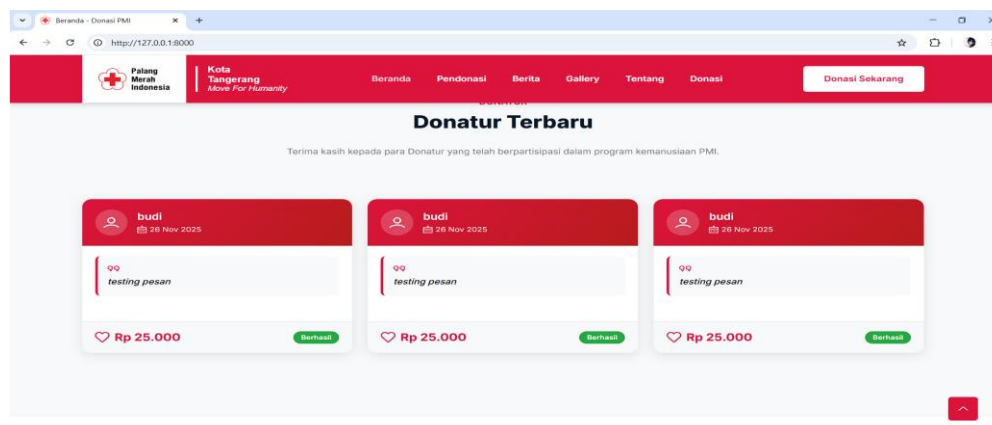 Beranda - Donasi PMI
http://127.0.0.1:8000
Palang
Merah
Indonesia
Kota
Tangerang
Move For Humanity
Beranda Pendonasi Berita Gallery Tentang Donasi
Donasi Sekarang
Donatur Terbaru
Terima kasih kepada para Donatur yang telah berpartisipasi dalam program kemanusiaan PMI.
budi
26 Nov 2025
testing pesan
Rp 25.000
Berhasil
budi
26 Nov 2025
testing pesan
Rp 25.000
Berhasil
budi
26 Nov 2025
testing pesan
Rp 25.000
Berhasil